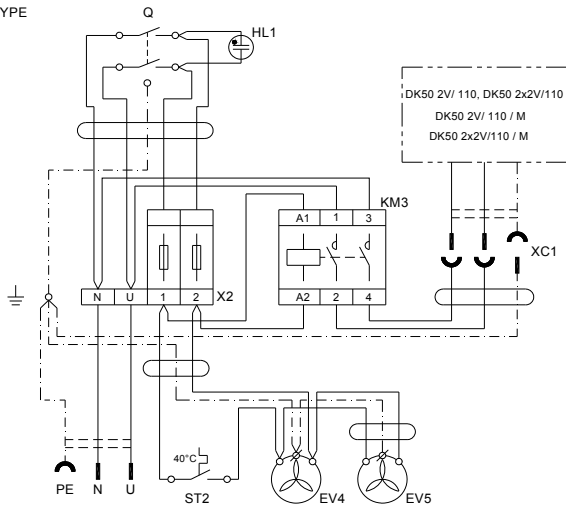 YPE
Q
HL1
DK50 2V/ 110, DK50 2x2V/110
DK50 2V/ 110 / M
DK50 2x2V/110 / M
KM3
A1 1 3
XC1
N U 1 2 X2
A2 2 4
40°C
PE N U
ST2
EV4
EV5